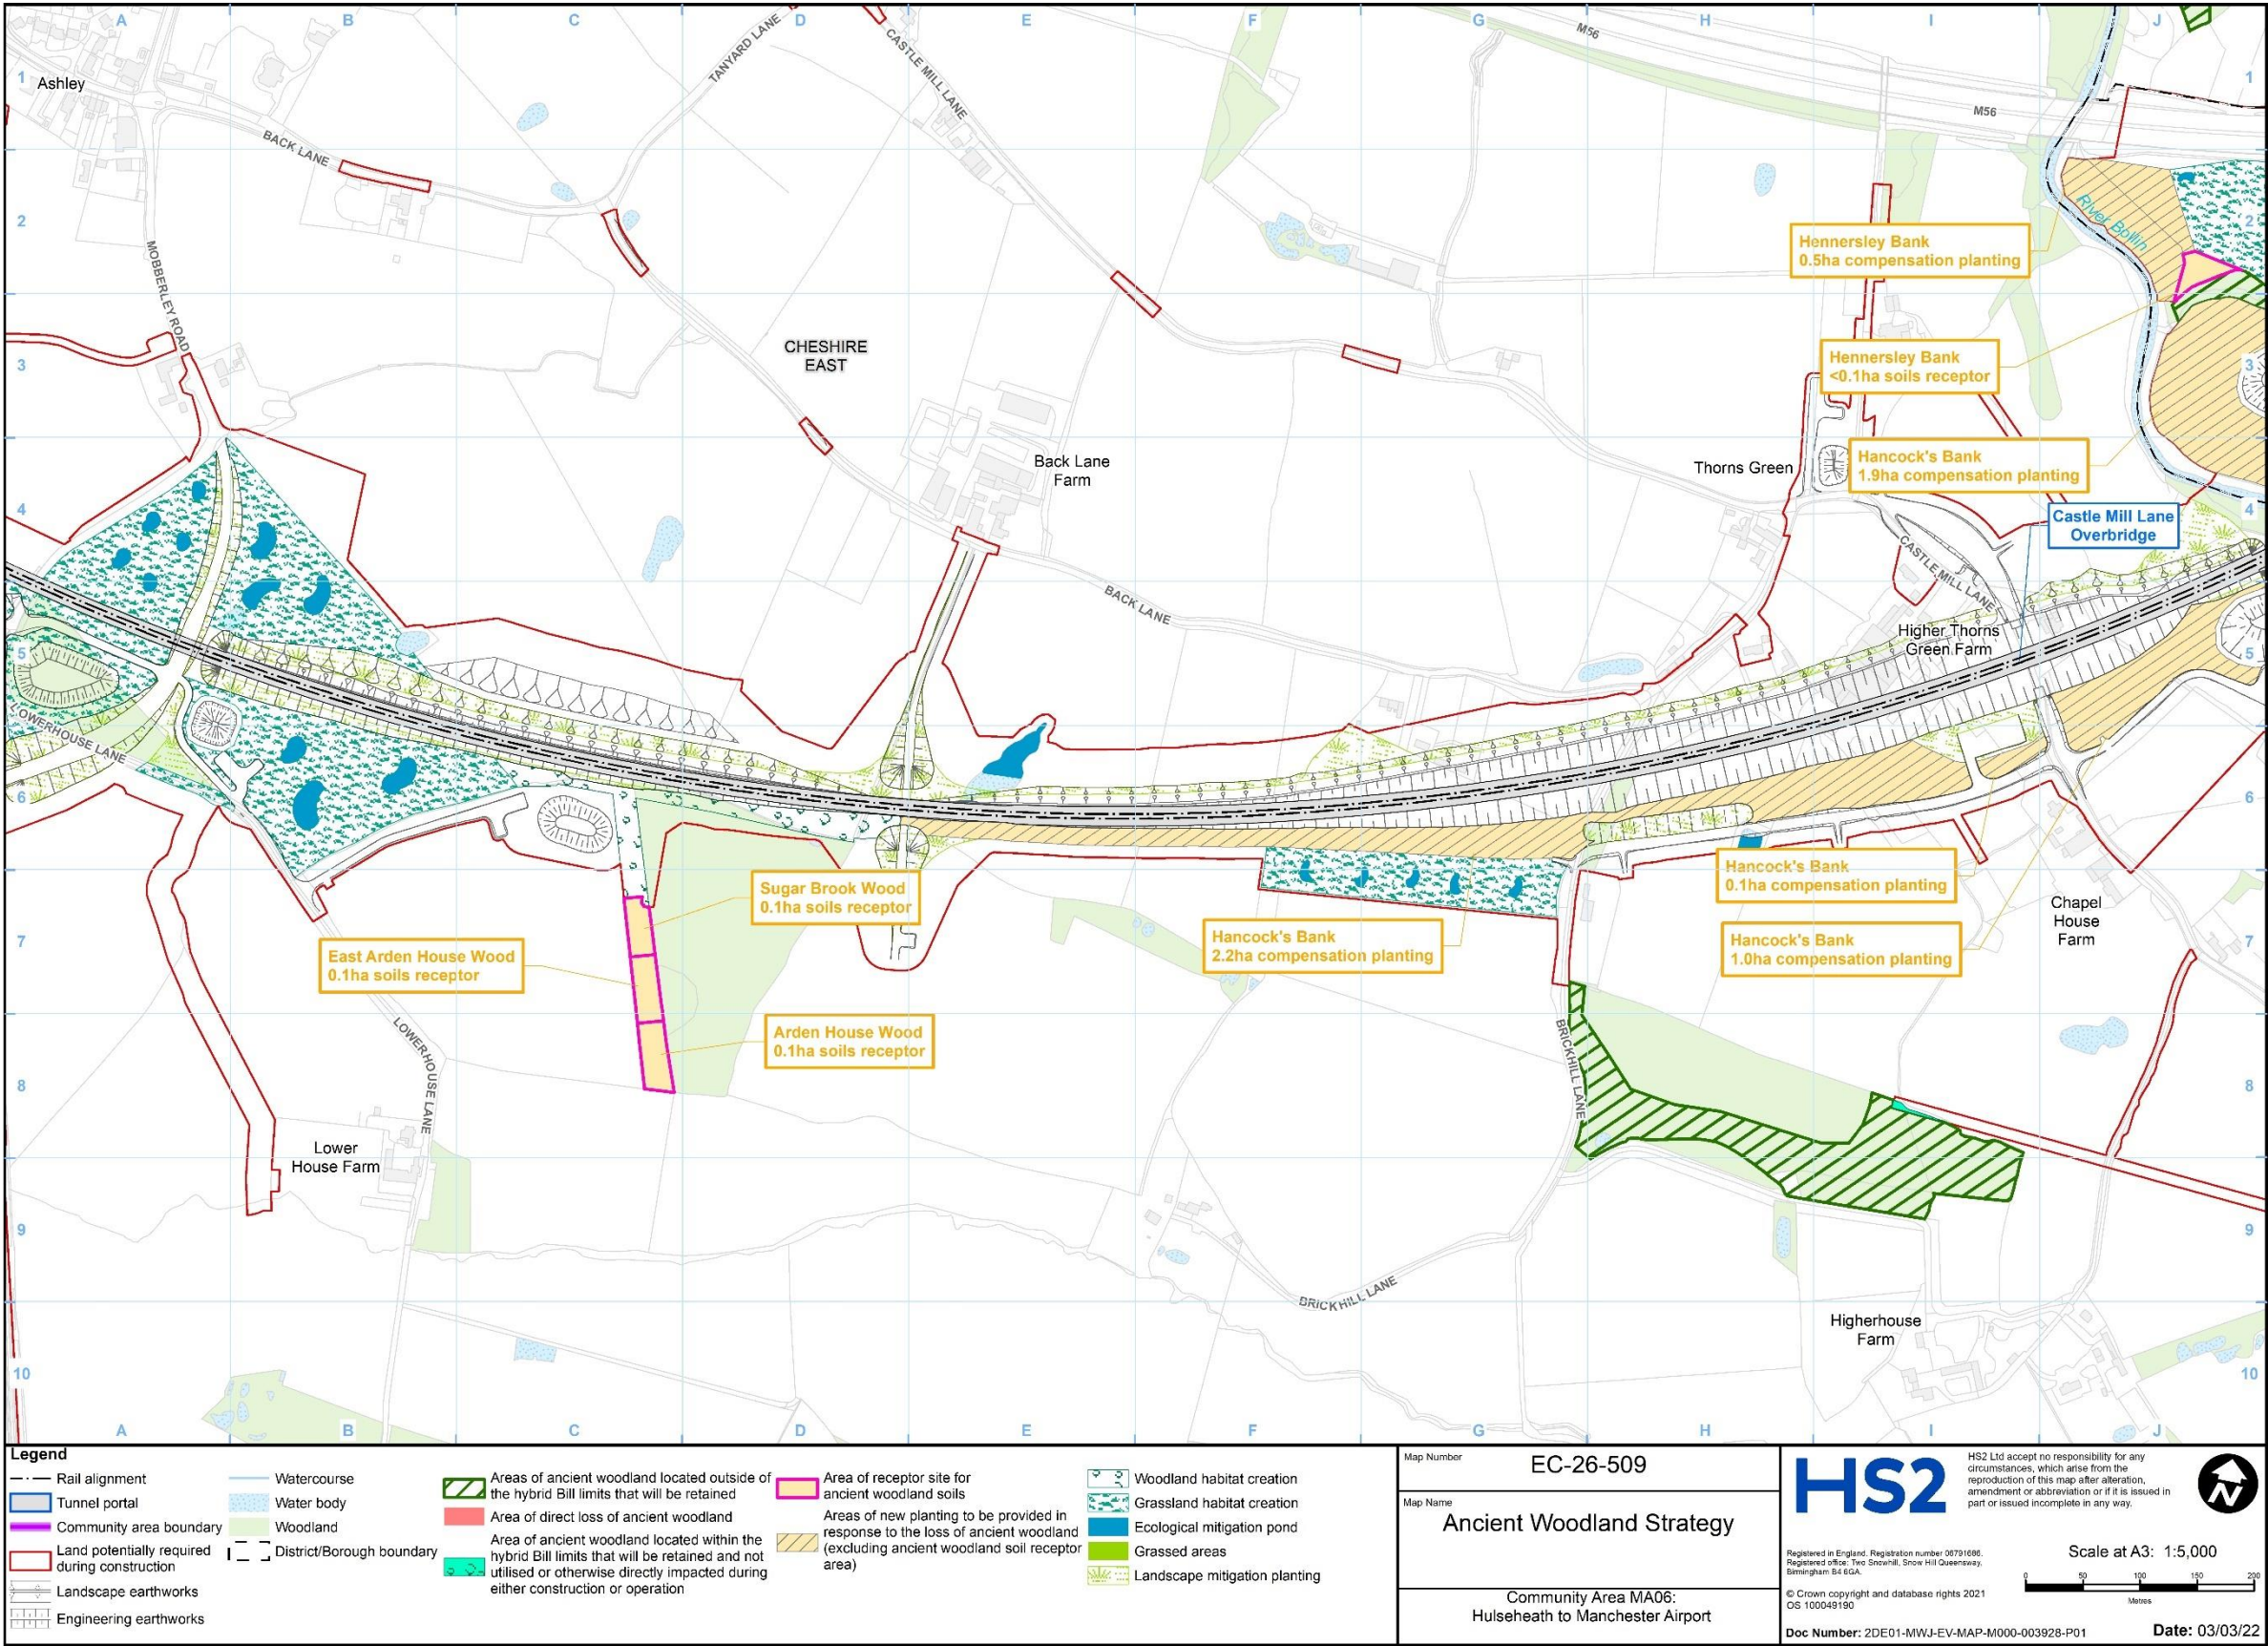 A B C D E F G H I J
1 1
2 2
3 3
4 4
5 5
6 6
7 7
8 8
9 9
10 10
A B C D E F G H I J
Ashley
BACK LANE
TANYARD LANE
CASTLE MILL LANE
M56
M56
MOBBERLEY ROAD
River Bollin
Hennersley Bank
0.5ha compensation planting
CHESHIRE
EAST
Hennersley Bank
<0.1ha soils receptor
Back Lane
Farm
Thorns Green
Hancock's Bank
1.9ha compensation planting
Castle Mill Lane
Overbridge
CASTLE MILL LANE
BACK LANE
Higher Thorns
Green Farm
LOWERHOUSE LANE
Sugar Brook Wood
0.1ha soils receptor
Hancock's Bank
0.1ha compensation planting
East Arden House Wood
0.1ha soils receptor
Hancock's Bank
2.2ha compensation planting
Hancock's Bank
1.0ha compensation planting
Chapel
House
Farm
Arden House Wood
0.1ha soils receptor
LOWERHOUSE LANE
BRICKHILL LANE
Lower
House Farm
BRICKHILL LANE
Higherhouse
Farm
Legend
Rail alignment
Tunnel portal
Community area boundary
Land potentially required
during construction
Landscape earthworks
Engineering earthworks
Watercourse
Water body
Woodland
District/Borough boundary
Areas of ancient woodland located outside of
the hybrid Bill limits that will be retained
Area of direct loss of ancient woodland
Area of ancient woodland located within the
hybrid Bill limits that will be retained and not
utilised or otherwise directly impacted during
either construction or operation
Area of receptor site for
ancient woodland soils
Areas of new planting to be provided in
response to the loss of ancient woodland
(excluding ancient woodland soil receptor
area)
Woodland habitat creation
Grassland habitat creation
Ecological mitigation pond
Grassed areas
Landscape mitigation planting
Map Number
EC-26-509
Map Name
Ancient Woodland Strategy
Community Area MA06:
Hulseheath to Manchester Airport
HS2
HS2 Ltd accept no responsibility for any
circumstances, which arise from the
reproduction of this map after alteration,
amendment or abbreviation or if it is issued in
part or issued incomplete in any way.
N
Registered in England. Registration number 06791686.
Registered office: Two Snowhill, Snow Hill Queensway,
Birmingham B4 6GA.
© Crown copyright and database rights 2021
OS 100049190
Scale at A3: 1:5,000
0 50 100 150 200
Metres
Doc Number: 2DE01-MWJ-EV-MAP-M000-003928-P01
Date: 03/03/22